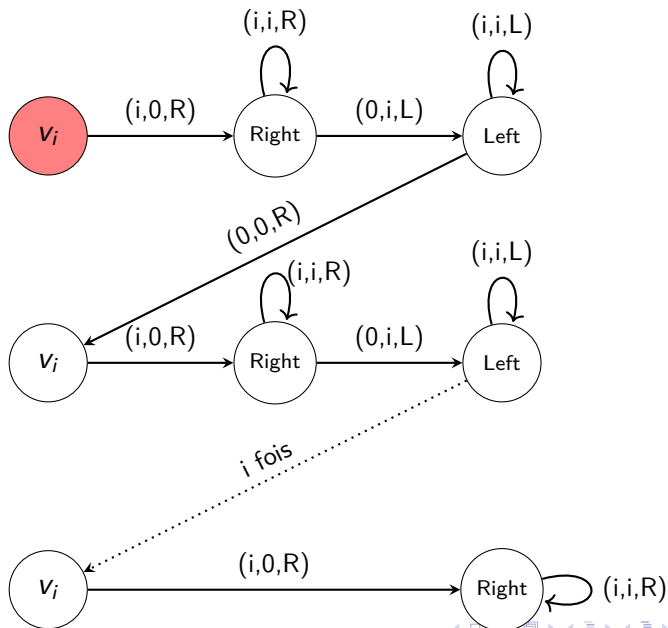 (i,i,R) (i,i,L)
v_i (i,0,R) Right (0,i,L) Left
(0,0,R)
(i,i,R) (i,i,L)
v_i (i,0,R) Right (0,i,L) Left
i fois
v_i (i,0,R) Right (i,i,R)